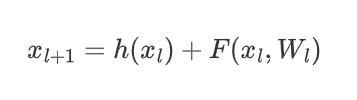 x_{l+1} = h(x_l) + F(x_l, W_l)